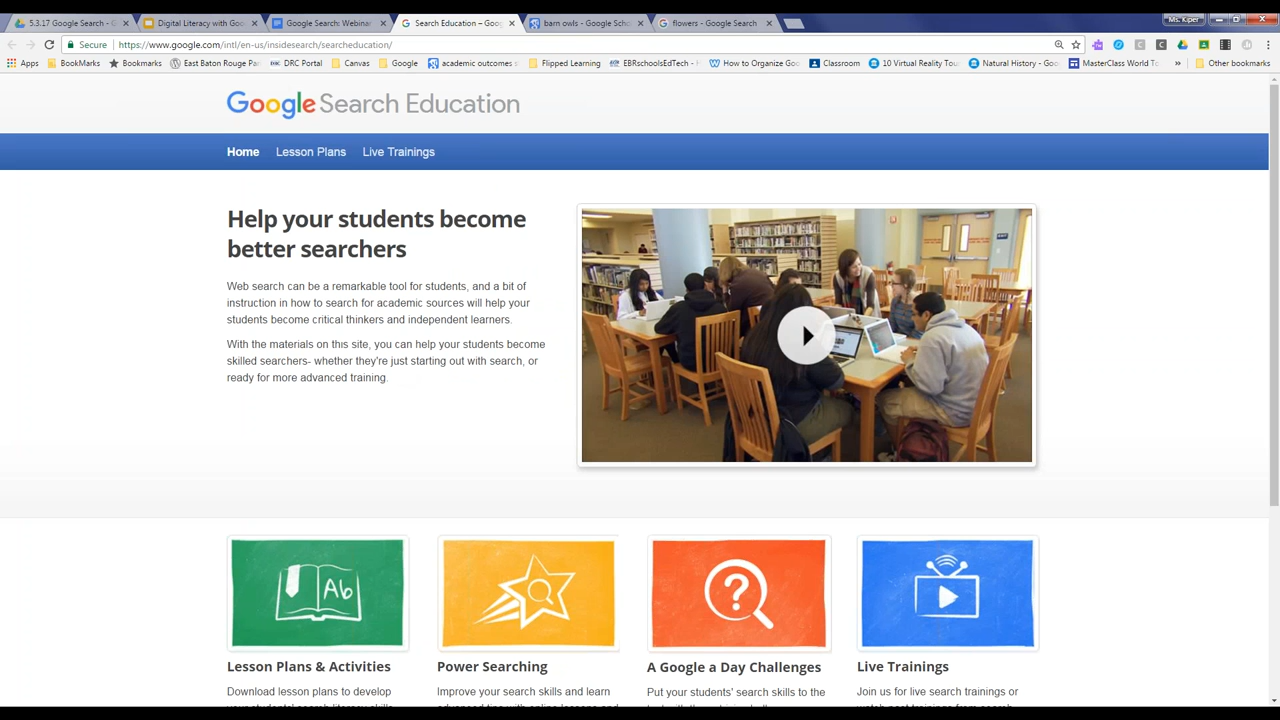 5.3.17 Google Search - G
Digital Literacy with Goo
Google Search: Webinar
Search Education – Goo
barn owls - Google Scho
flowers - Google Search
Ms. Kiper
Secure
https://www.google.com/intl/en-us/insidesearch/searcheducation/
Apps
BookMarks
Bookmarks
East Baton Rouge Pa
DRC Portal
Canvas
Google
academic outcomes s
Flipped Learning
EBRschoolsEdTech - H
How to Organize Goo
Classroom
10 Virtual Reality Tou
Natural History - Goo
MasterClass World To
»
Other bookmarks
Google Search Education
Home
Lesson Plans
Live Trainings
Help your students become
better searchers
Web search can be a remarkable tool for students, and a bit of
instruction in how to search for academic sources will help your
students become critical thinkers and independent learners.
With the materials on this site, you can help your students become
skilled searchers- whether they're just starting out with search, or
ready for more advanced training.
Ab
?
Lesson Plans & Activities
Power Searching
A Google a Day Challenges
Live Trainings
Download lesson plans to develop
Improve your search skills and learn
Put your students' search skills to the
Join us for live search trainings or